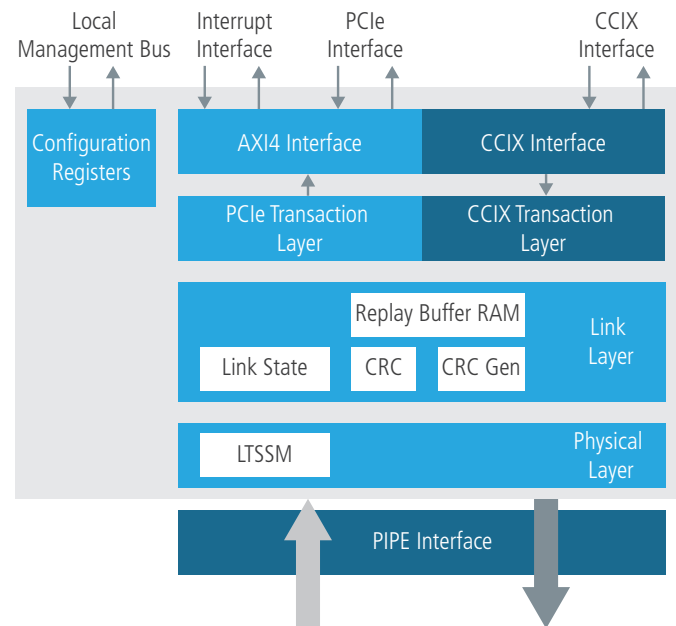 Local
Management Bus
Interrupt
Interface
PCIe
Interface
CCIX
Interface
Configuration
Registers
AXI4 Interface
CCIX Interface
PCIe Transaction
Layer
CCIX Transaction
Layer
Replay Buffer RAM
Link State
CRC
CRC Gen
Link
Layer
LTSSM
Physical
Layer
PIPE Interface